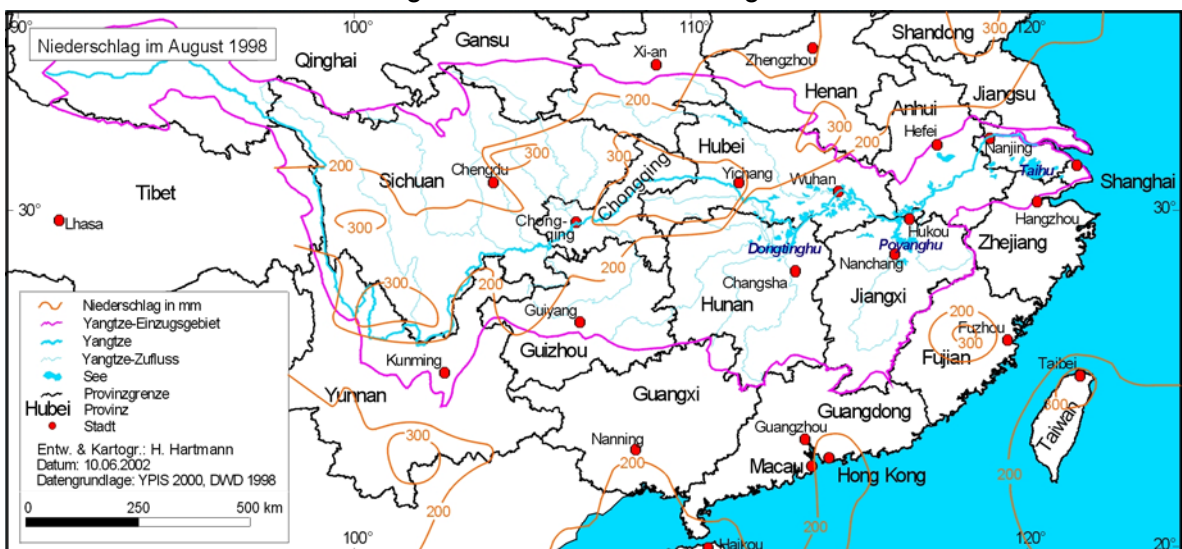 90°
100°
110°
120°
Niederschlag im August 1998
Qinghai
Gansu
Xi-an
Zhengzhou
Shandong
300
Henan
200
Anhui
Jiangsu
Hefei
Nanjing
Hubei
300
200
300
300
200
Tibet
Sichuan
Chengdu
Chongqing
Yichang
Wuhan
Taihu
Shanghai
30°
Lhasa
300
Chong-
qing
Hukou
Hangzhou
30°
Zhejiang
Dongtinghu
Poyanghu
Nanchang
Changsha
200
300
200
Hunan
Jiangxi
Guiyang
Guizhou
200
300
Fuzhou
Fujian
Kunming
Yunnan
Guangxi
Taibei
300
Taiwan
Guangdong
Guangzhou
300
Nanning
200
Macau
Hong Kong
200
200
200
Haikou
100°
120°
20°
Niederschlag in mm
Yangtze-Einzugsgebiet
Yangtze
Yangtze-Zufluss
See
Provinzgrenze
Hubei Provinz
Stadt
Entw. & Kartogr.: H. Hartmann
Datum: 10.06.2002
Datengrundlage: YPIS 2000, DWD 1998
0 250 500 km